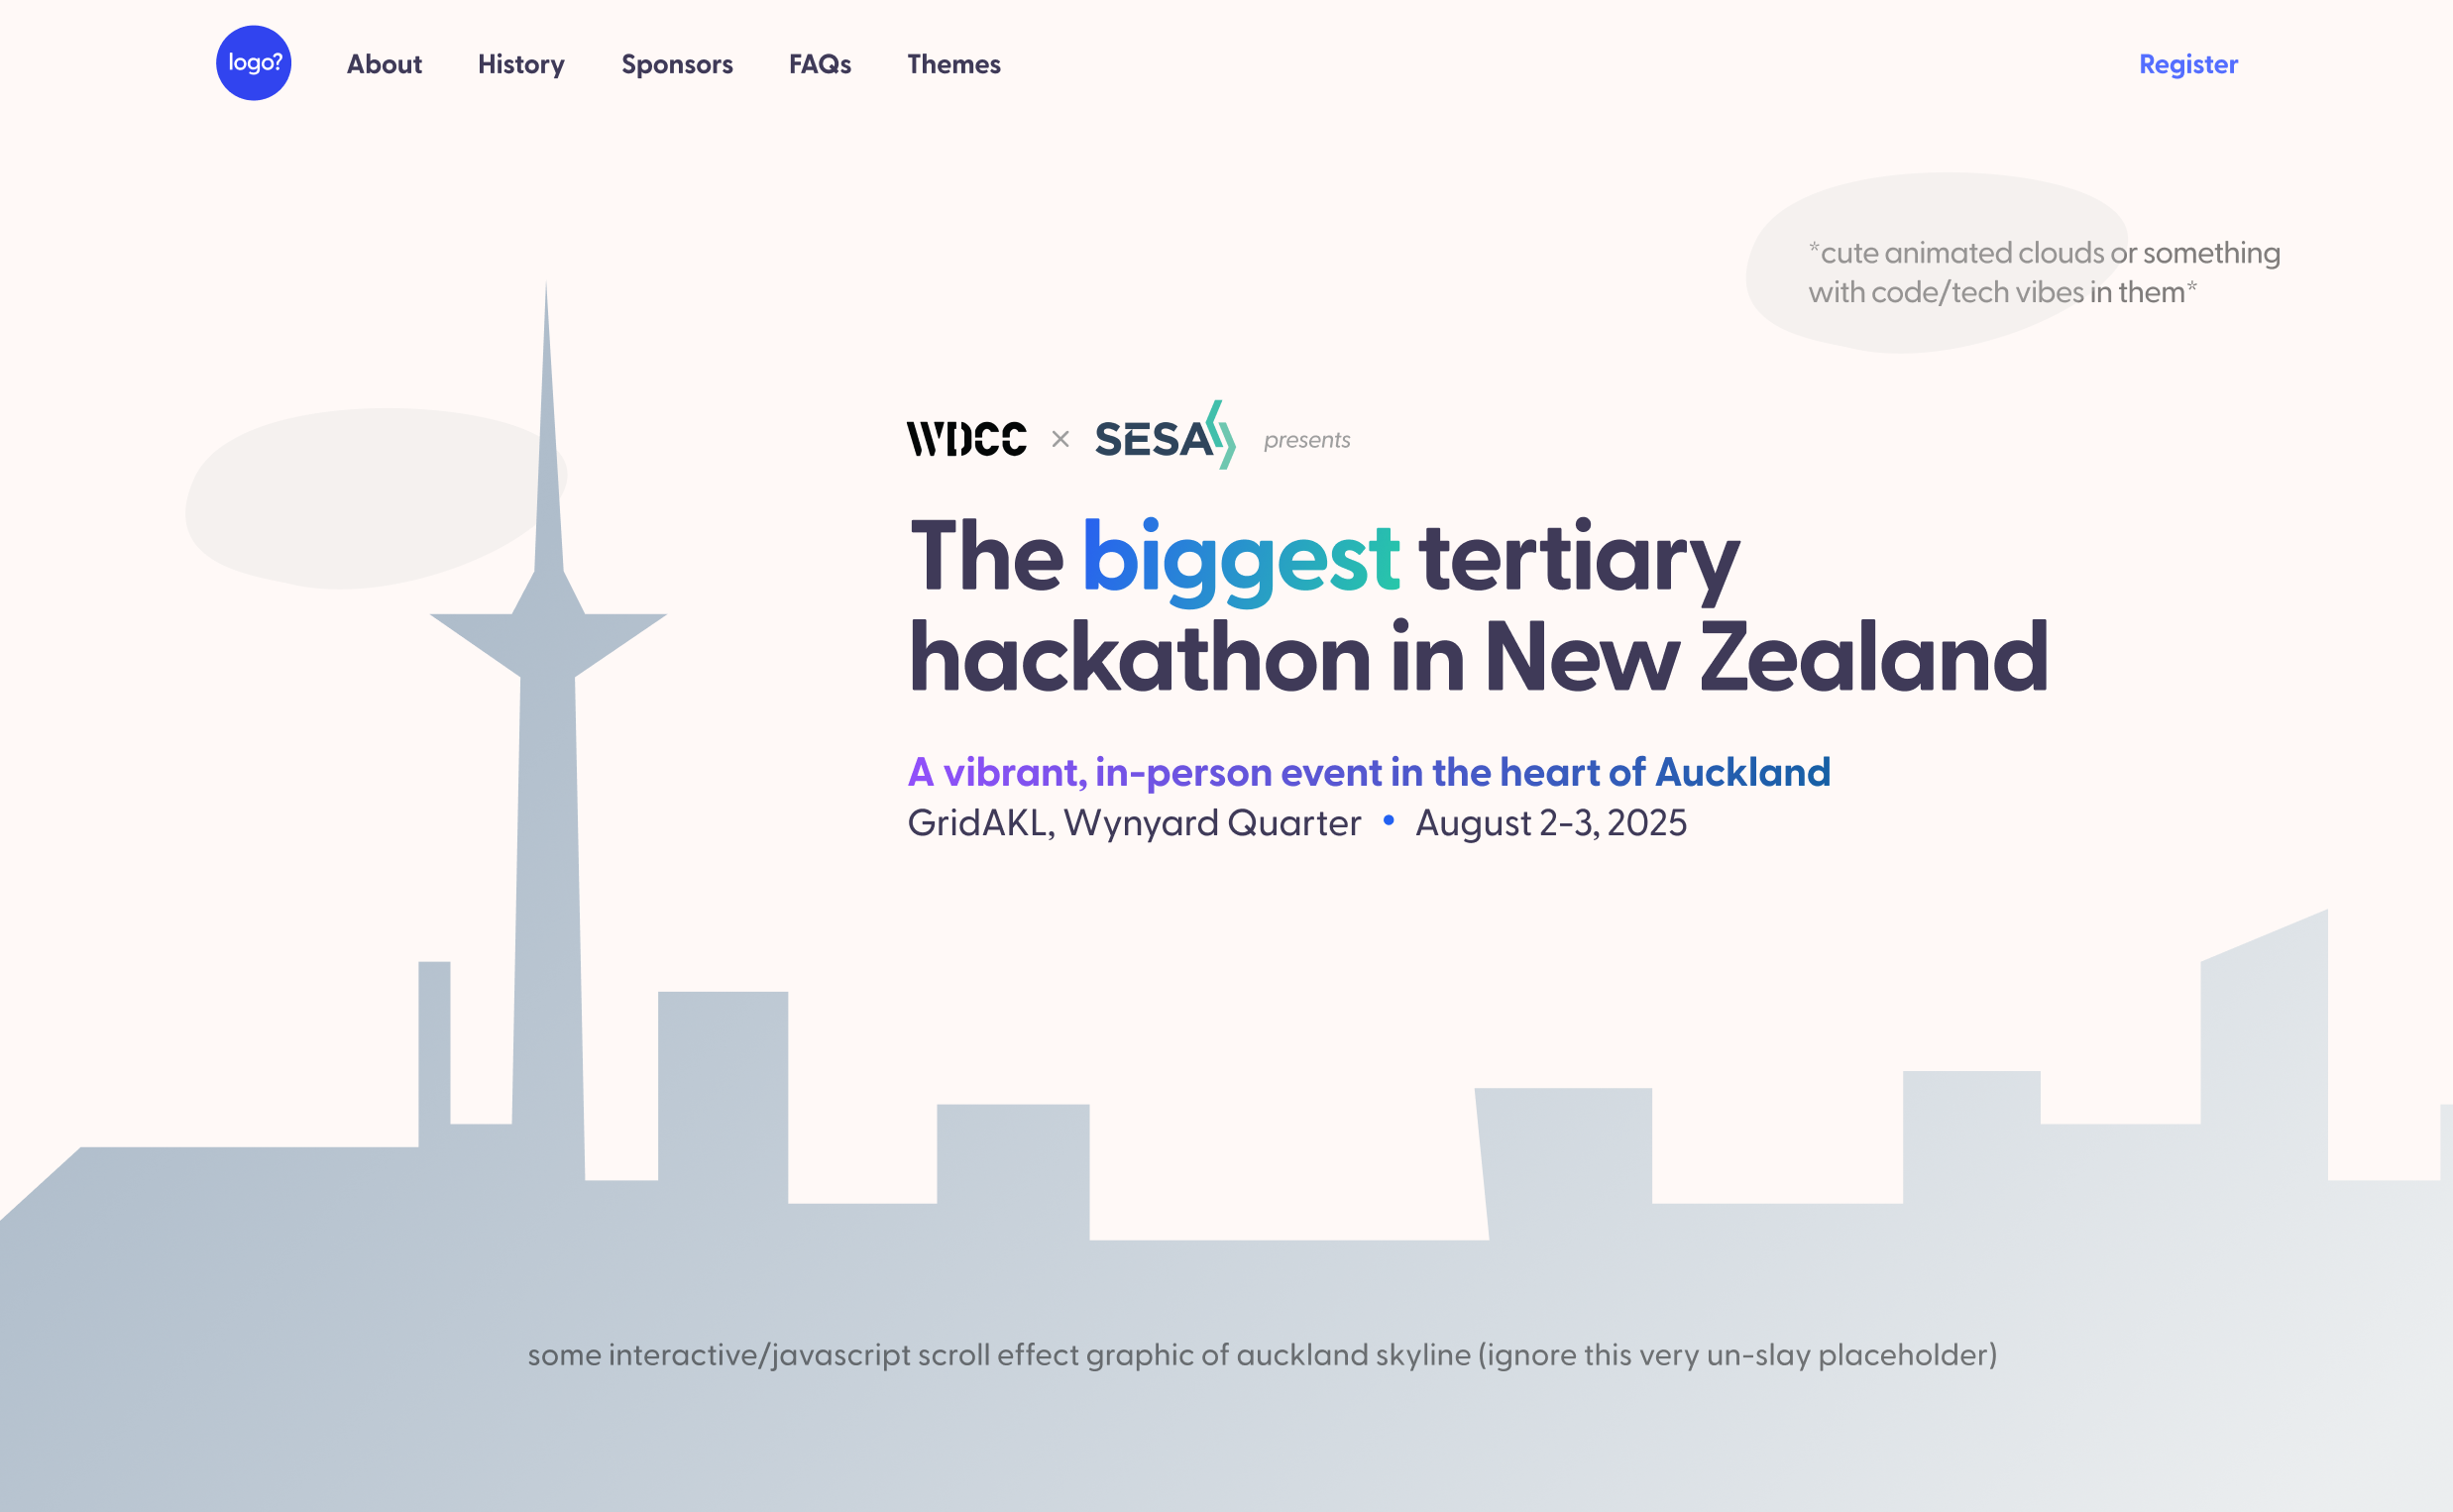 logo? About History Sponsors FAQs Themes Register
*cute animated clouds or something
with code/tech vibes in them*
WDCC × SESA presents
The biggest tertiary
hackathon in New Zealand
A vibrant, in-person event in the heart of Auckland
GridAKL, Wynyard Quarter • August 2-3, 2025
some interactive/javascript scroll effect graphic of auckland skyline (ignore this very un-slay placeholder)